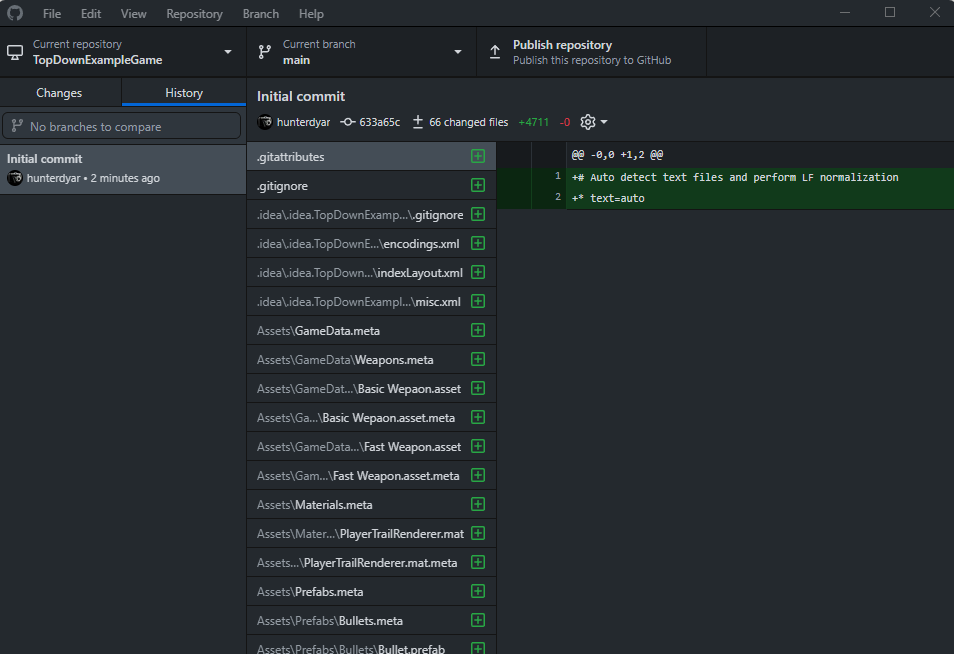 File Edit View Repository Branch Help
Current repository
TopDownExampleGame
Current branch
main
Publish repository
Publish this repository to GitHub
Changes
History
No branches to compare
Initial commit
hunterdyar • 2 minutes ago
Initial commit
hunterdyar 633a65c 66 changed files +4711 -0
.gitattributes
.gitignore
.idea\.idea.TopDownExamp...\.gitignore
.idea\.idea.TopDownE...\encodings.xml
.idea\.idea.TopDown...\indexLayout.xml
.idea\.idea.TopDownExampl...\misc.xml
Assets\GameData.meta
Assets\GameData\Weapons.meta
Assets\GameDat...\Basic Wepaon.asset
Assets\Ga...\Basic Wepaon.asset.meta
Assets\GameData...\Fast Weapon.asset
Assets\Gam...\Fast Weapon.asset.meta
Assets\Materials.meta
Assets\Mater...\PlayerTrailRenderer.mat
Assets...\PlayerTrailRenderer.mat.meta
Assets\Prefabs.meta
Assets\Prefabs\Bullets.meta
Assets\Prefabs\Bullets\Bullet.prefab
@@ -0,0 +1,2 @@
1 +# Auto detect text files and perform LF normalization
2 +* text=auto